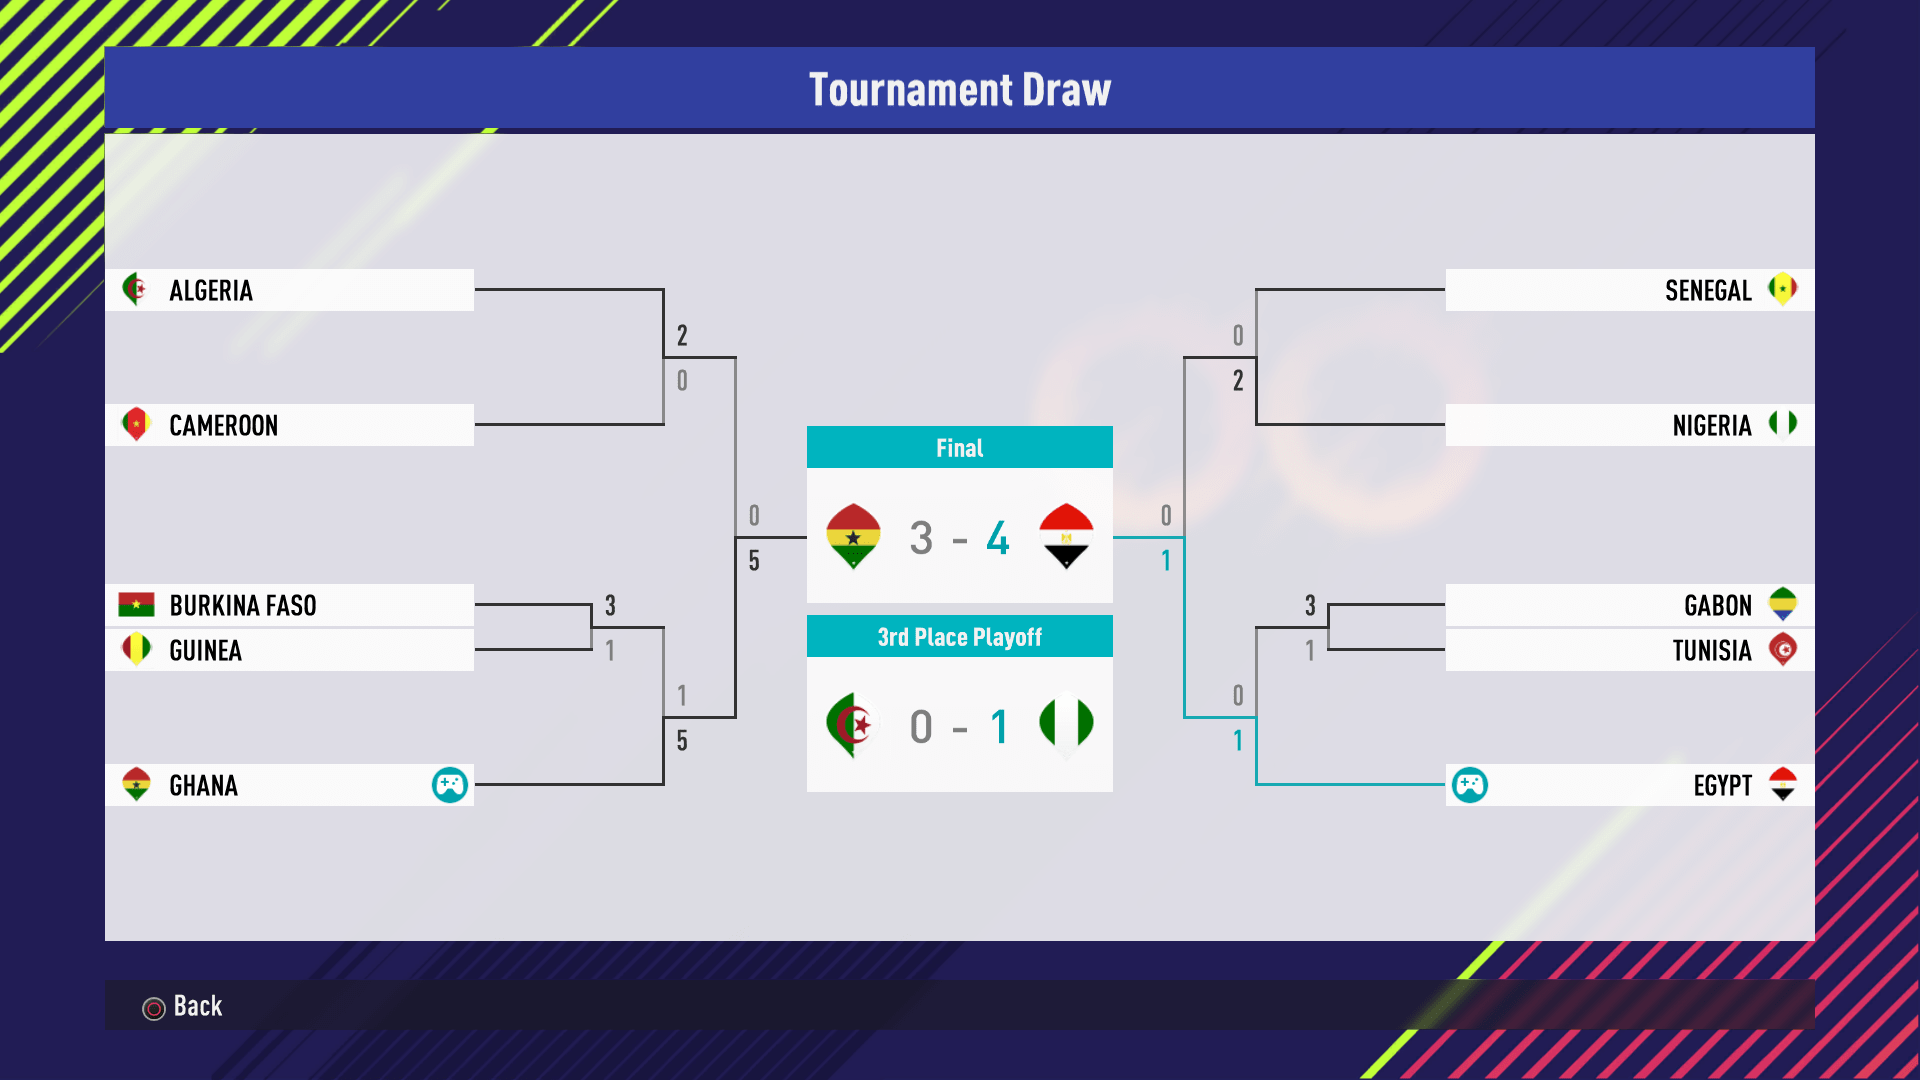 Tournament Draw
ALGERIA
SENEGAL
2
0
0
2
CAMEROON
NIGERIA
Final
0
5
3 - 4
0
1
BURKINA FASO
3
3
GABON
GUINEA
1
1
TUNISIA
3rd Place Playoff
1
5
0 - 1
0
1
GHANA
EGYPT
Back